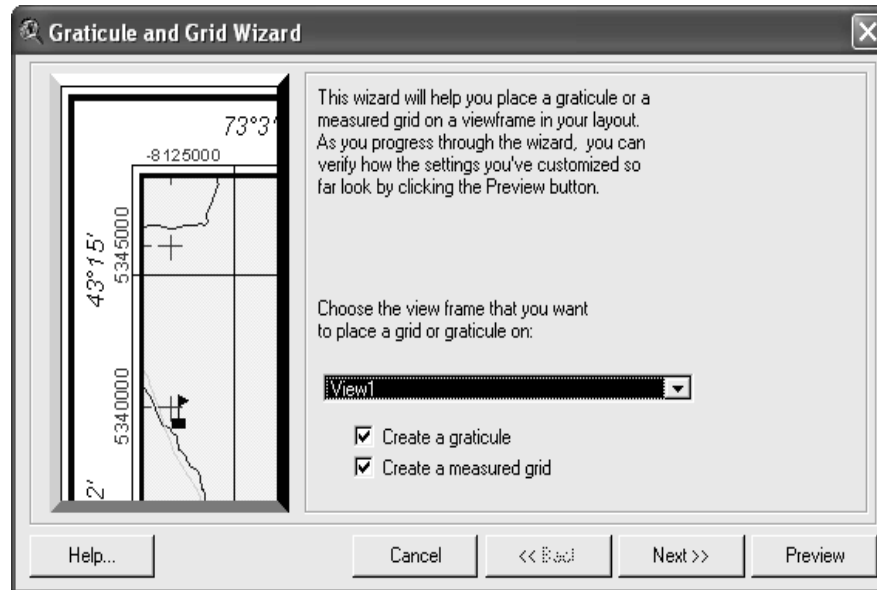 Graticule and Grid Wizard
73°3'
-8125000
43°15'
5345000
5340000
2'
This wizard will help you place a graticule or a
measured grid on a viewframe in your layout.
As you progress through the wizard, you can
verify how the settings you've customized so
far look by clicking the Preview button.
Choose the view frame that you want
to place a grid or graticule on:
View1
Create a graticule
Create a measured grid
Help...
Cancel
<< Back
Next >>
Preview